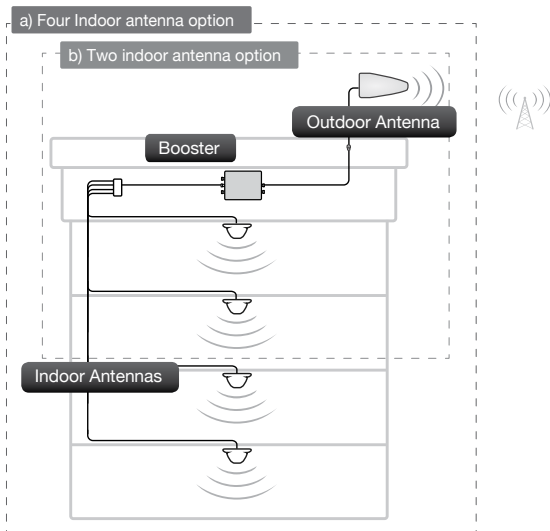 a) Four Indoor antenna option
b) Two indoor antenna option
Outdoor Antenna
Booster
Indoor Antennas